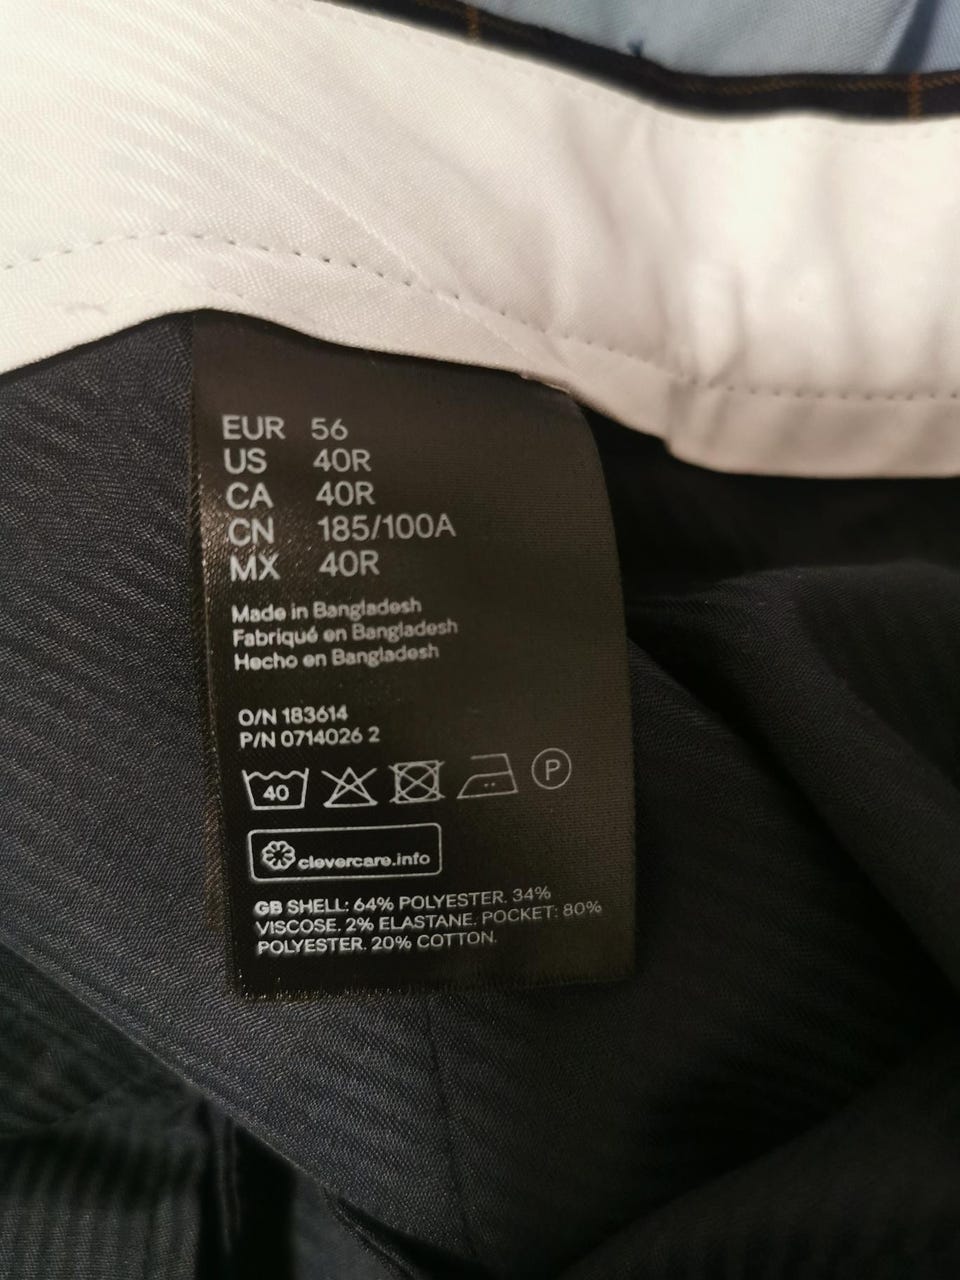 EUR 56
US 40R
CA 40R
CN 185/100A
MX 40R
Made in Bangladesh
Fabriqué en Bangladesh
Hecho en Bangladesh
O/N 183614
P/N 0714026 2
40 P
clevercare.info
GB SHELL: 64% POLYESTER. 34%
VISCOSE. 2% ELASTANE. POCKET: 80%
POLYESTER. 20% COTTON.